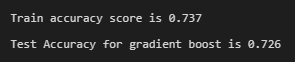 Train accuracy score is 0.737
Test Accuracy for gradient boost is 0.726